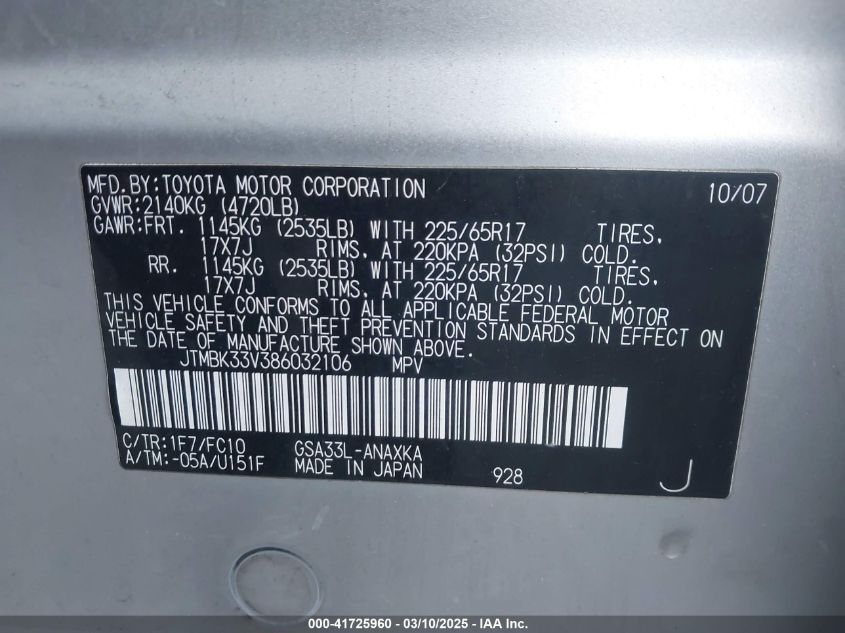 MFD.BY:TOYOTA MOTOR CORPORATION 10/07
GVWR:2140KG (4720LB)
GAWR:FRT. 1145KG (2535LB) WITH 225/65R17 TIRES,
17X7J RIMS, AT 220KPA (32PSI) COLD.
RR. 1145KG (2535LB) WITH 225/65R17 TIRES,
17X7J RIMS, AT 220KPA (32PSI) COLD.
THIS VEHICLE CONFORMS TO ALL APPLICABLE FEDERAL MOTOR
VEHICLE SAFETY AND THEFT PREVENTION STANDARDS IN EFFECT ON
THE DATE OF MANUFACTURE SHOWN ABOVE.
JTMBK33V386032106 MPV
C/TR:1F7/FC10 GSA33L-ANAXKA
A/TM:-05A/U151F MADE IN JAPAN 928 J
000-41725960 - 03/10/2025 - IAA Inc.